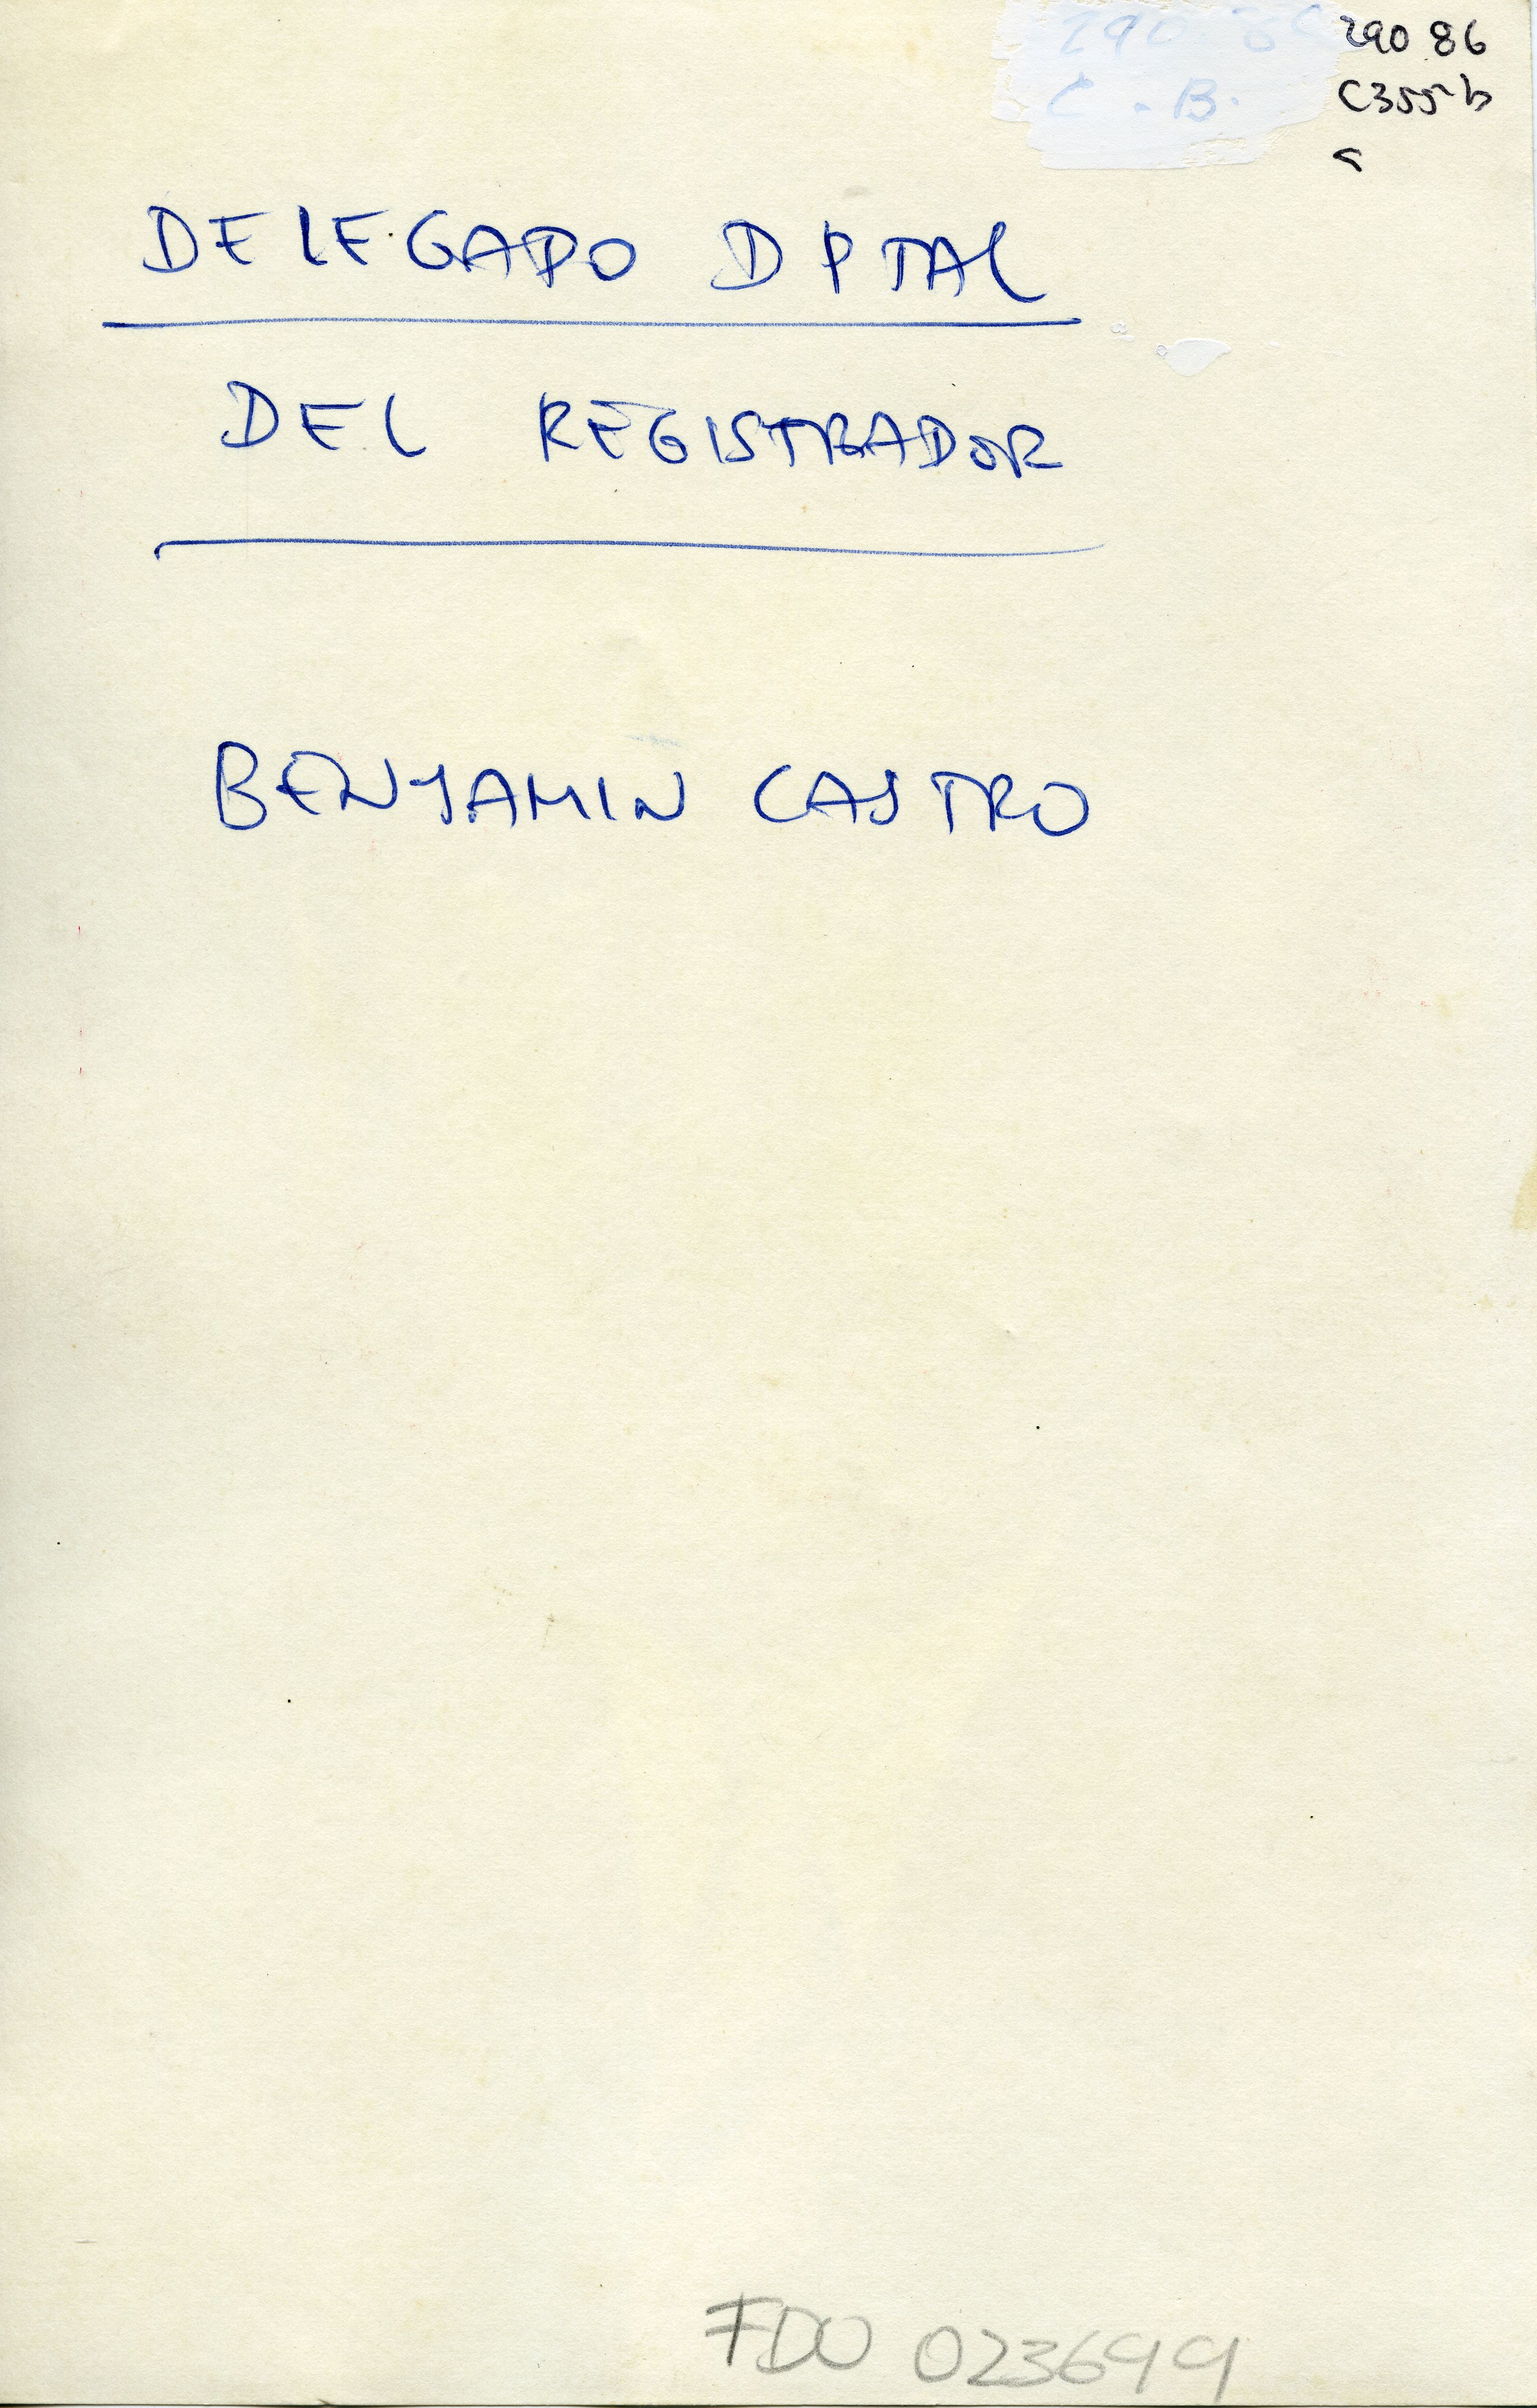 290 86
C355b
DELEGADO DPTAL
DEL REGISTRADOR
BENJAMIN CASTRO
FDO 023699